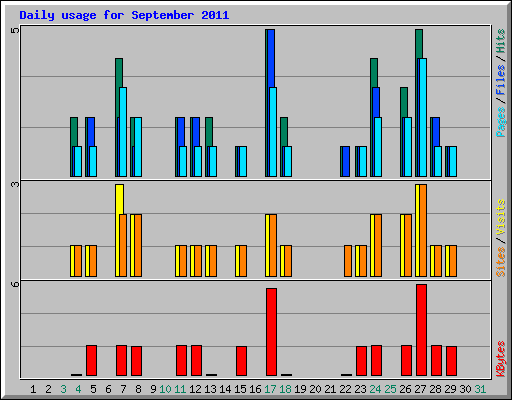 Daily usage for September 2011
5
Pages / Files / Hits
3
Sites / Visits
6
KBytes
1 2 3 4 5 6 7 8 9 10 11 12 13 14 15 16 17 18 19 20 21 22 23 24 25 26 27 28 29 30 31